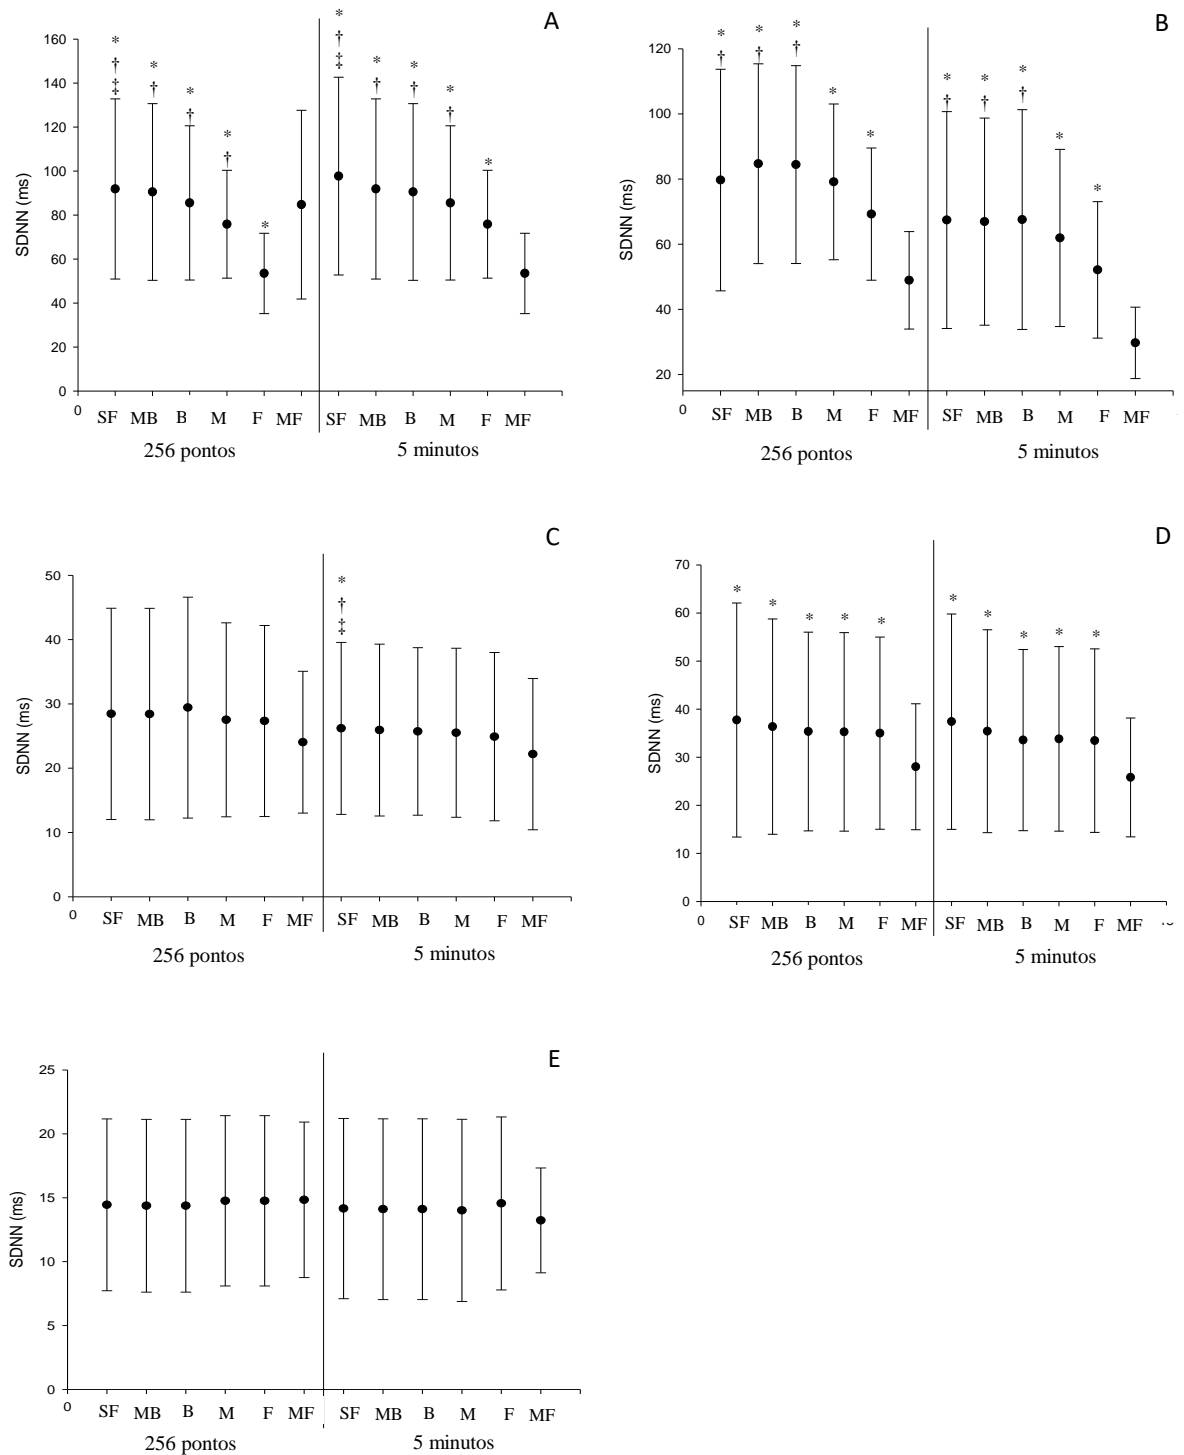 A
* * * * * * * * * *
† † † † † † † †
‡ ‡
160
140
120
100
80
60
40
20
0
SDNN (ms)
0 SF MB B M F MF SF MB B M F MF
256 pontos 5 minutos
B
* * * * * * * * * *
† † † † † †
120
100
80
60
40
20
SDNN (ms)
0 SF MB B M F MF SF MB B M F MF
256 pontos 5 minutos
C
*
†
‡
50
40
30
20
10
0
SDNN (ms)
0 SF MB B M F MF SF MB B M F MF
256 pontos 5 minutos
D
* * * * * * * * * *
70
60
50
40
30
20
10
0
SDNN (ms)
0 SF MB B M F MF SF MB B M F MF
256 pontos 5 minutos
E
25
20
15
10
5
0
SDNN (ms)
0 SF MB B M F MF SF MB B M F MF
256 pontos 5 minutos